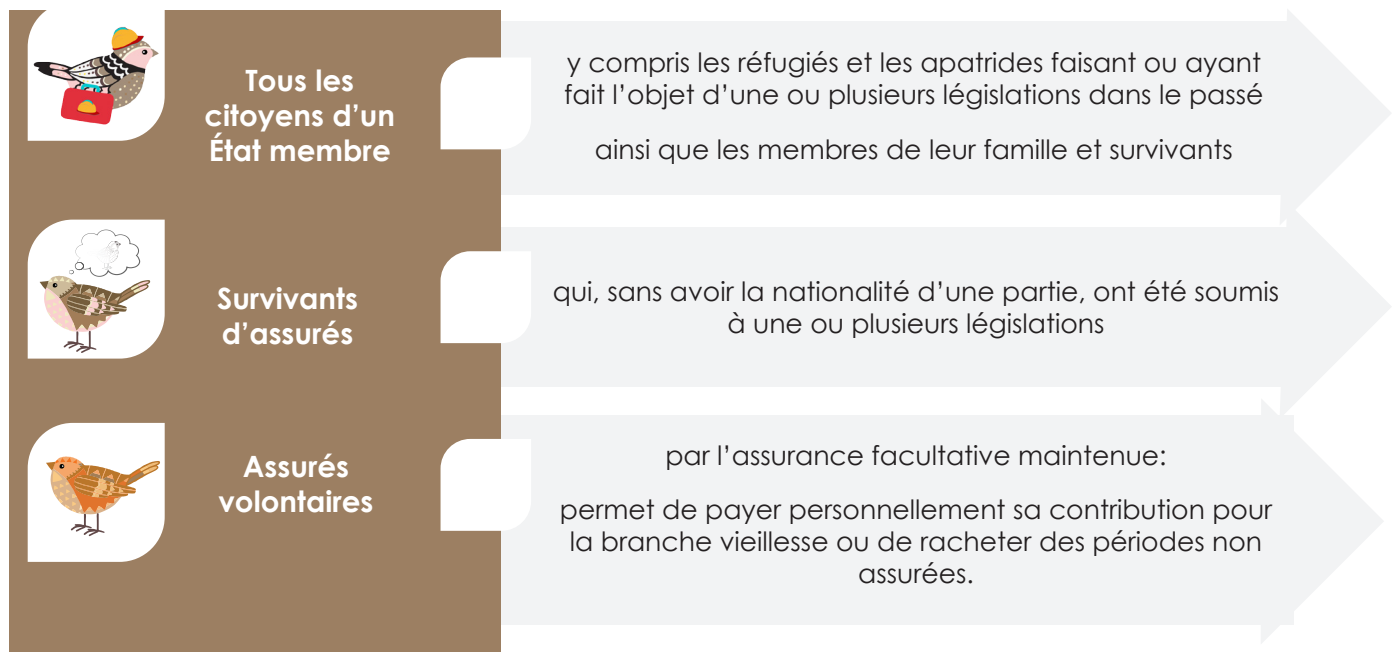 Tous les
citoyens d'un
État membre
y compris les réfugiés et les apatrides faisant ou ayant
fait l'objet d'une ou plusieurs législations dans le passé
ainsi que les membres de leur famille et survivants
Survivants
d'assurés
qui, sans avoir la nationalité d'une partie, ont été soumis
à une ou plusieurs législations
Assurés
volontaires
par l'assurance facultative maintenue:
permet de payer personnellement sa contribution pour
la branche vieillesse ou de racheter des périodes non
assurées.